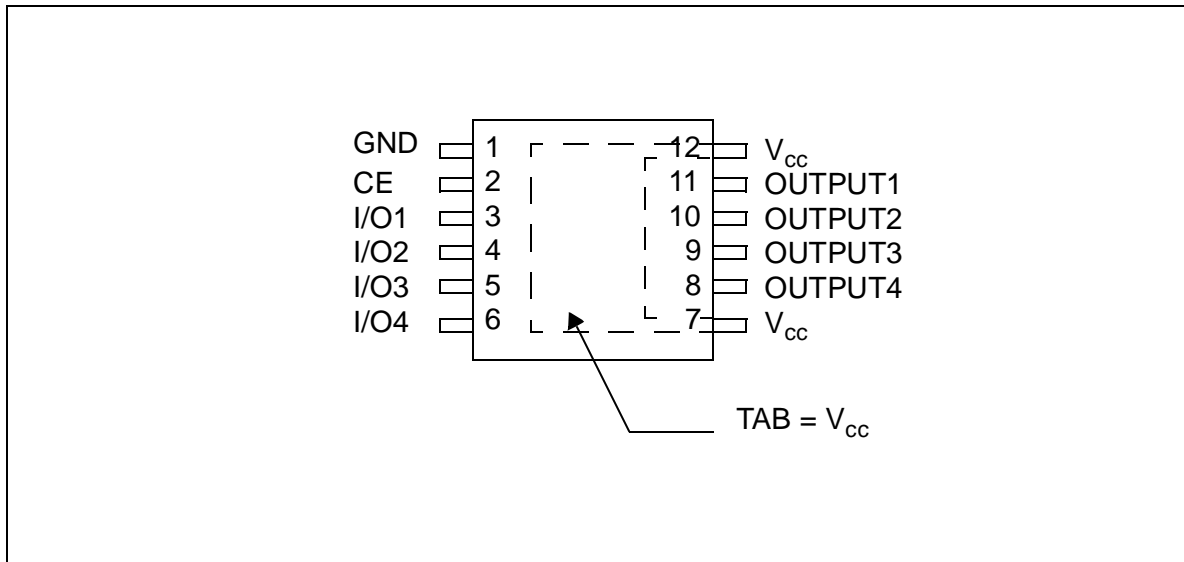 GND 1 12 Vcc
CE 2 11 OUTPUT1
I/O1 3 10 OUTPUT2
I/O2 4 9 OUTPUT3
I/O3 5 8 OUTPUT4
I/O4 6 7 Vcc
TAB = Vcc